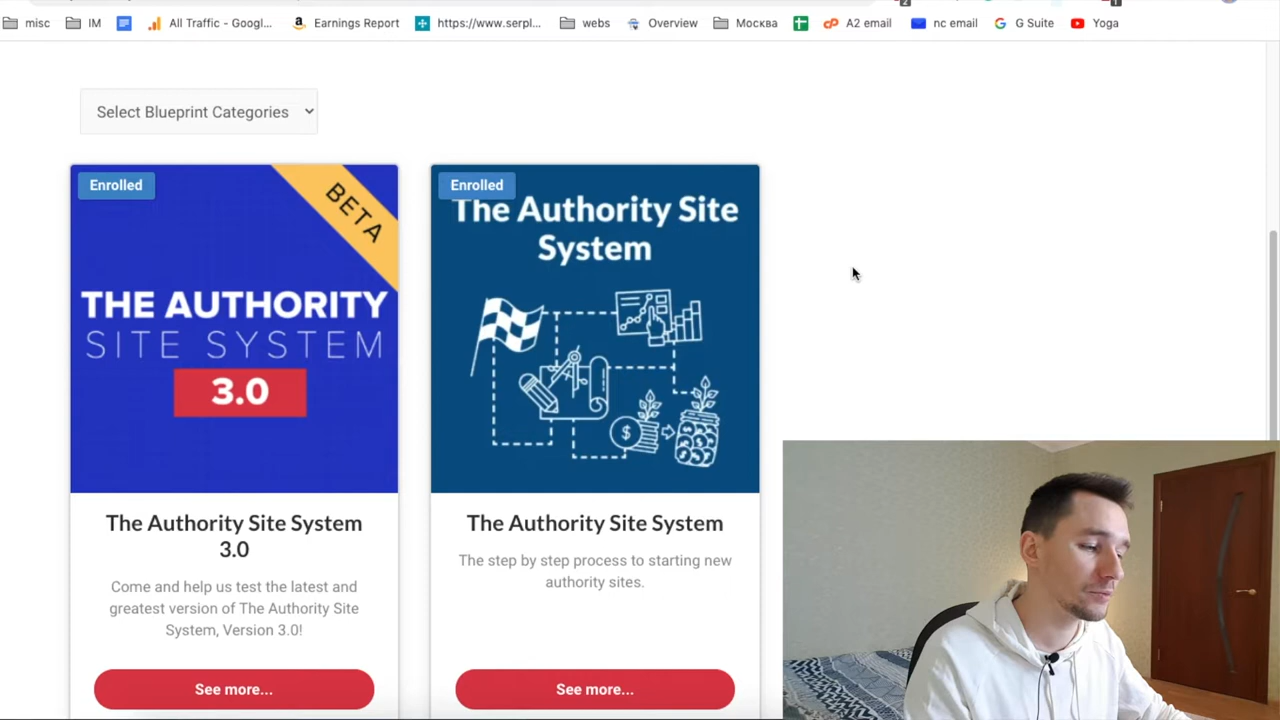 misc IM All Traffic - Googl... Earnings Report https://www.serpl... webs Overview Москва A2 email nc email G Suite Yoga
Select Blueprint Categories
Enrolled
BETA
THE AUTHORITY
SITE SYSTEM
3.0
The Authority Site System
3.0
Come and help us test the latest and
greatest version of The Authority Site
System, Version 3.0!
See more...
Enrolled
The Authority Site
System
$
The Authority Site System
The step by step process to starting new
authority sites.
See more...